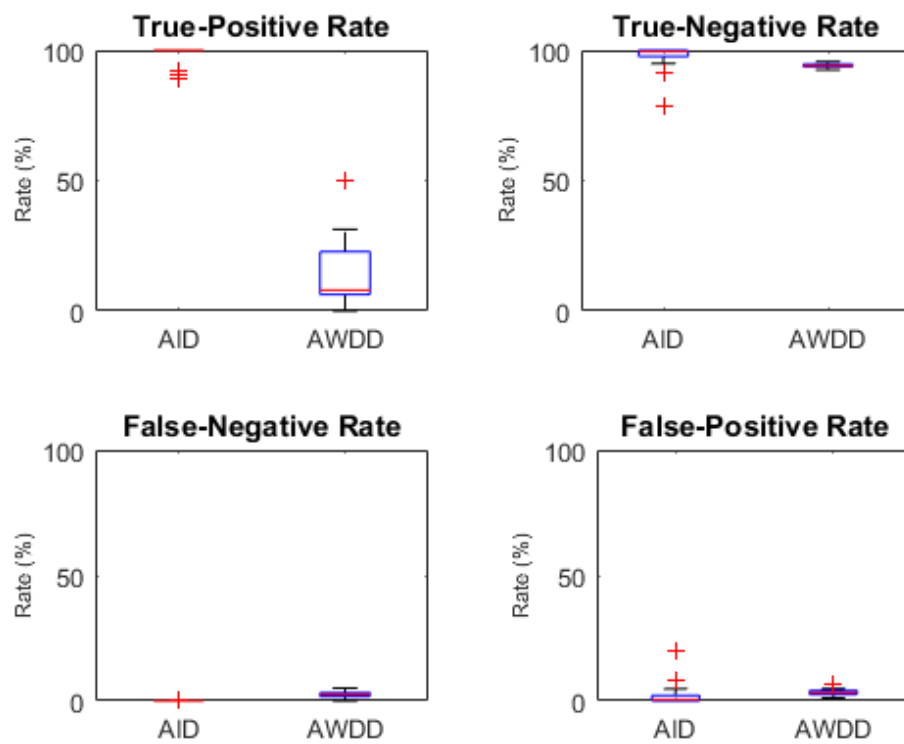 True-Positive Rate
100
50
0
Rate (%)
AID
AWDD
True-Negative Rate
100
50
0
Rate (%)
AID
AWDD
False-Negative Rate
100
50
0
Rate (%)
AID
AWDD
False-Positive Rate
100
50
0
Rate (%)
AID
AWDD